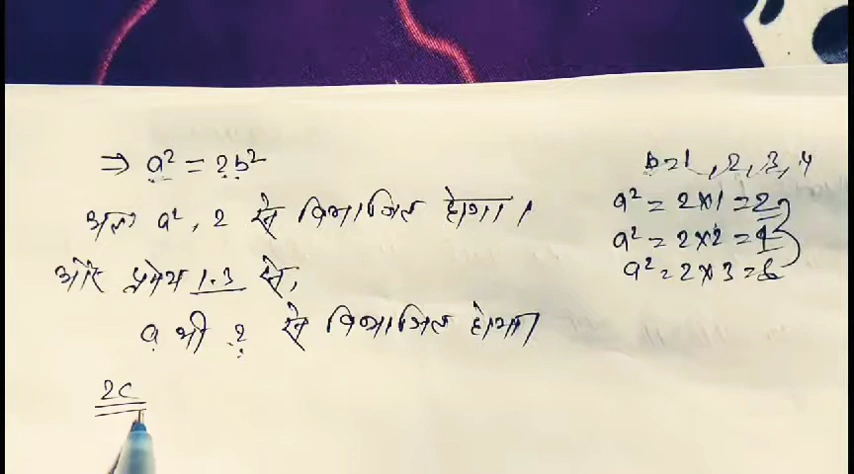 ⇒ a² = 2b²
अतः a², 2 से विभाजित होगा।
और प्रमेय 1.3 से,
a भी 2 से विभाजित होगा
2c
b=1, 2, 3, 4
a² = 2×1 = 2
a² = 2×2 = 4
a² = 2×3 = 6